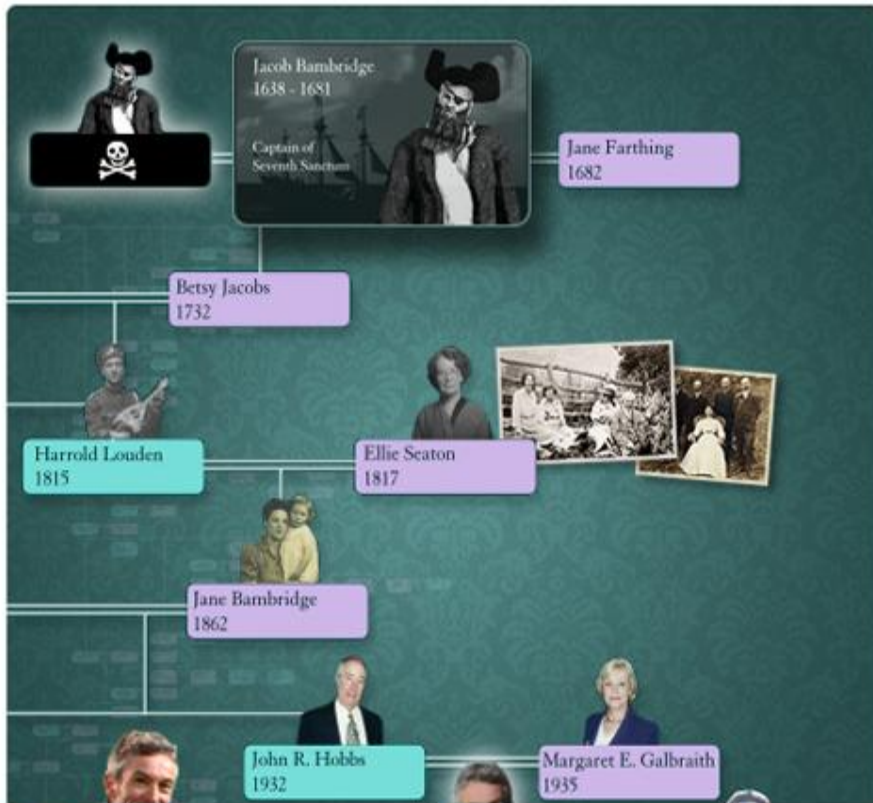 Jacob Bambridge
1638 - 1681
Captain of
Seventh Sanctum
Jane Farthing
1682
Betsy Jacobs
1732
Harrold Louden
1815
Ellie Seaton
1817
Jane Bambridge
1862
John R. Hobbs
1932
Margaret E. Galbraith
1935